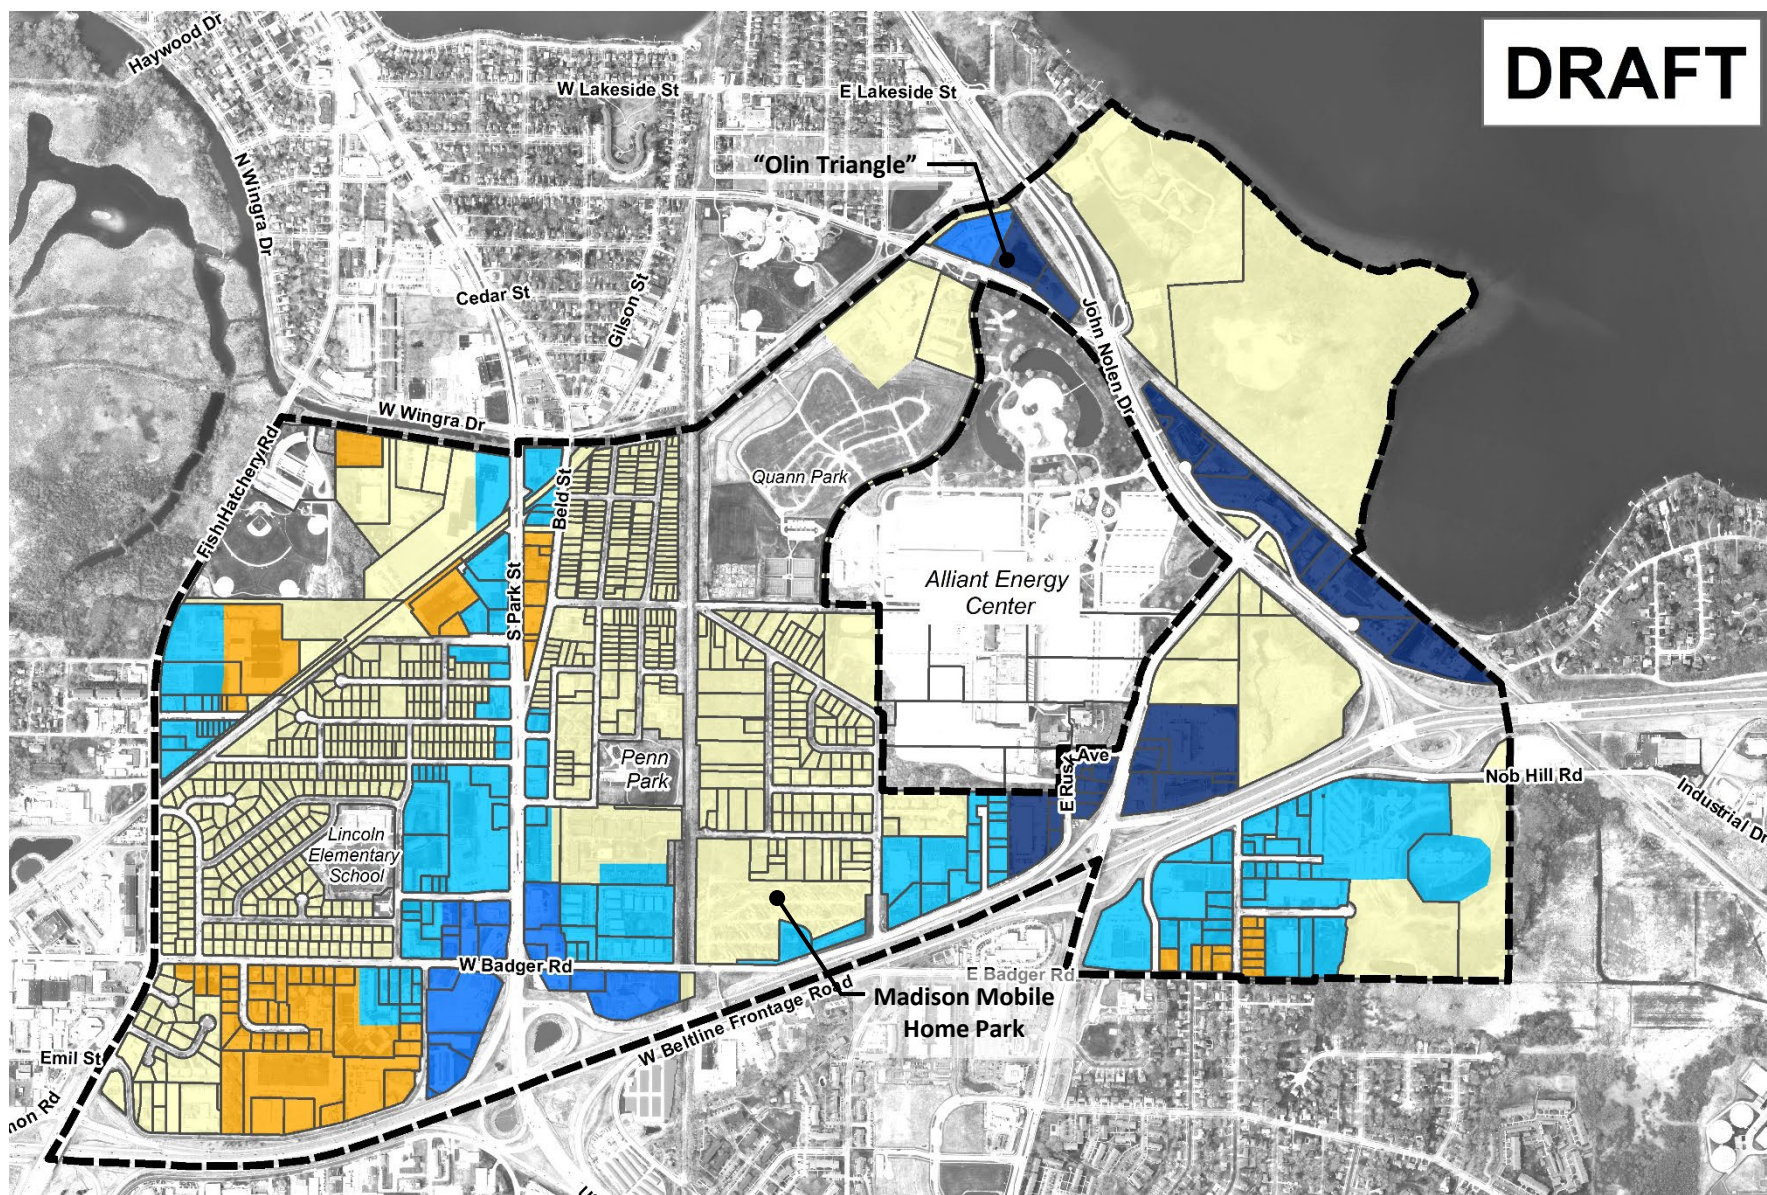 DRAFT
Haywood Dr
W Lakeside St
E Lakeside St
"Olin Triangle"
N Wingra Dr
Cedar St
Gilson St
John Nolen Dr
W Wingra Dr
Fish Hatchery Rd
Beld St
Quann Park
S Park St
Alliant Energy
Center
Penn
Park
E Rusk Ave
Nob Hill Rd
Industrial Dr
Lincoln
Elementary
School
W Badger Rd
E Badger Rd
Madison Mobile
Home Park
W Beltline Frontage Road
Emil St
mon Rd